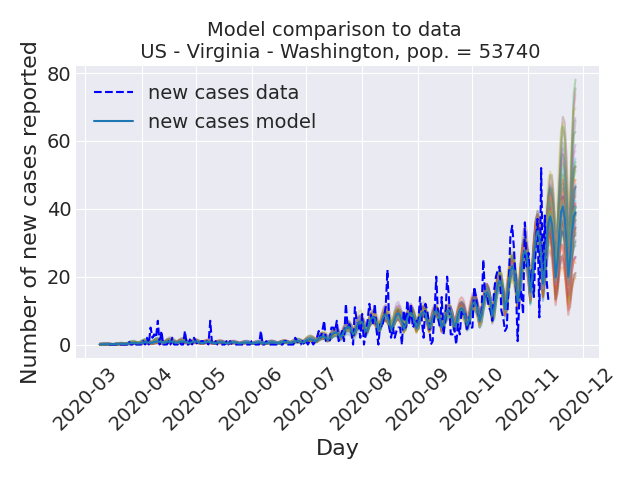 Model comparison to data
US - Virginia - Washington, pop. = 53740
Number of new cases reported
80
60
40
20
0
new cases data
new cases model
2020-03
2020-04
2020-05
2020-06
2020-07
2020-08
2020-09
2020-10
2020-11
2020-12
Day